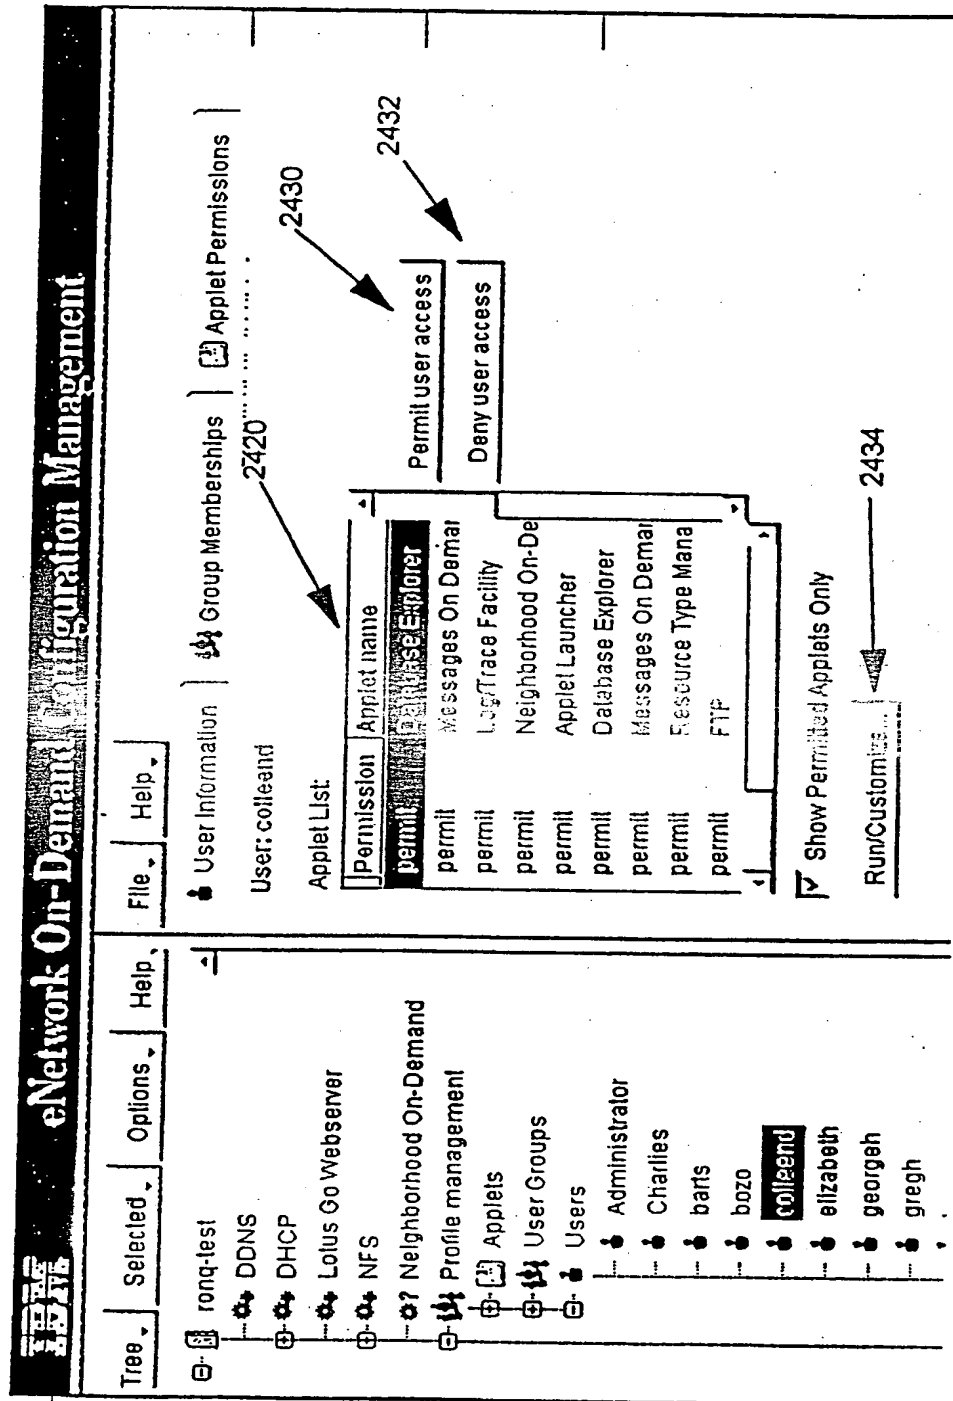 IBM eNetwork On-Demand Configuration Management
Tree Selected Options Help
ronq-test
DDNS
DHCP
Lotus Go Webserver
NFS
Neighborhood On-Demand
Profile management
Applets
User Groups
Users
Administrator
Charlies
barts
bozo
colleend
elizabeth
georgeh
gregh
File Help
User Information Group Memberships Applet Permissions
User: colleend
2420
Applet List:
Permission Applet name
permit Database Explorer
permit Messages On Demar
permit Log/Trace Facility
permit Neighborhood On-De
permit Applet Launcher
permit Database Explorer
permit Messages On Demar
permit Resource Type Mana
permit FTP
Permit user access
2430
Deny user access
2432
Show Permitted Applets Only
Run/Customize...
2434